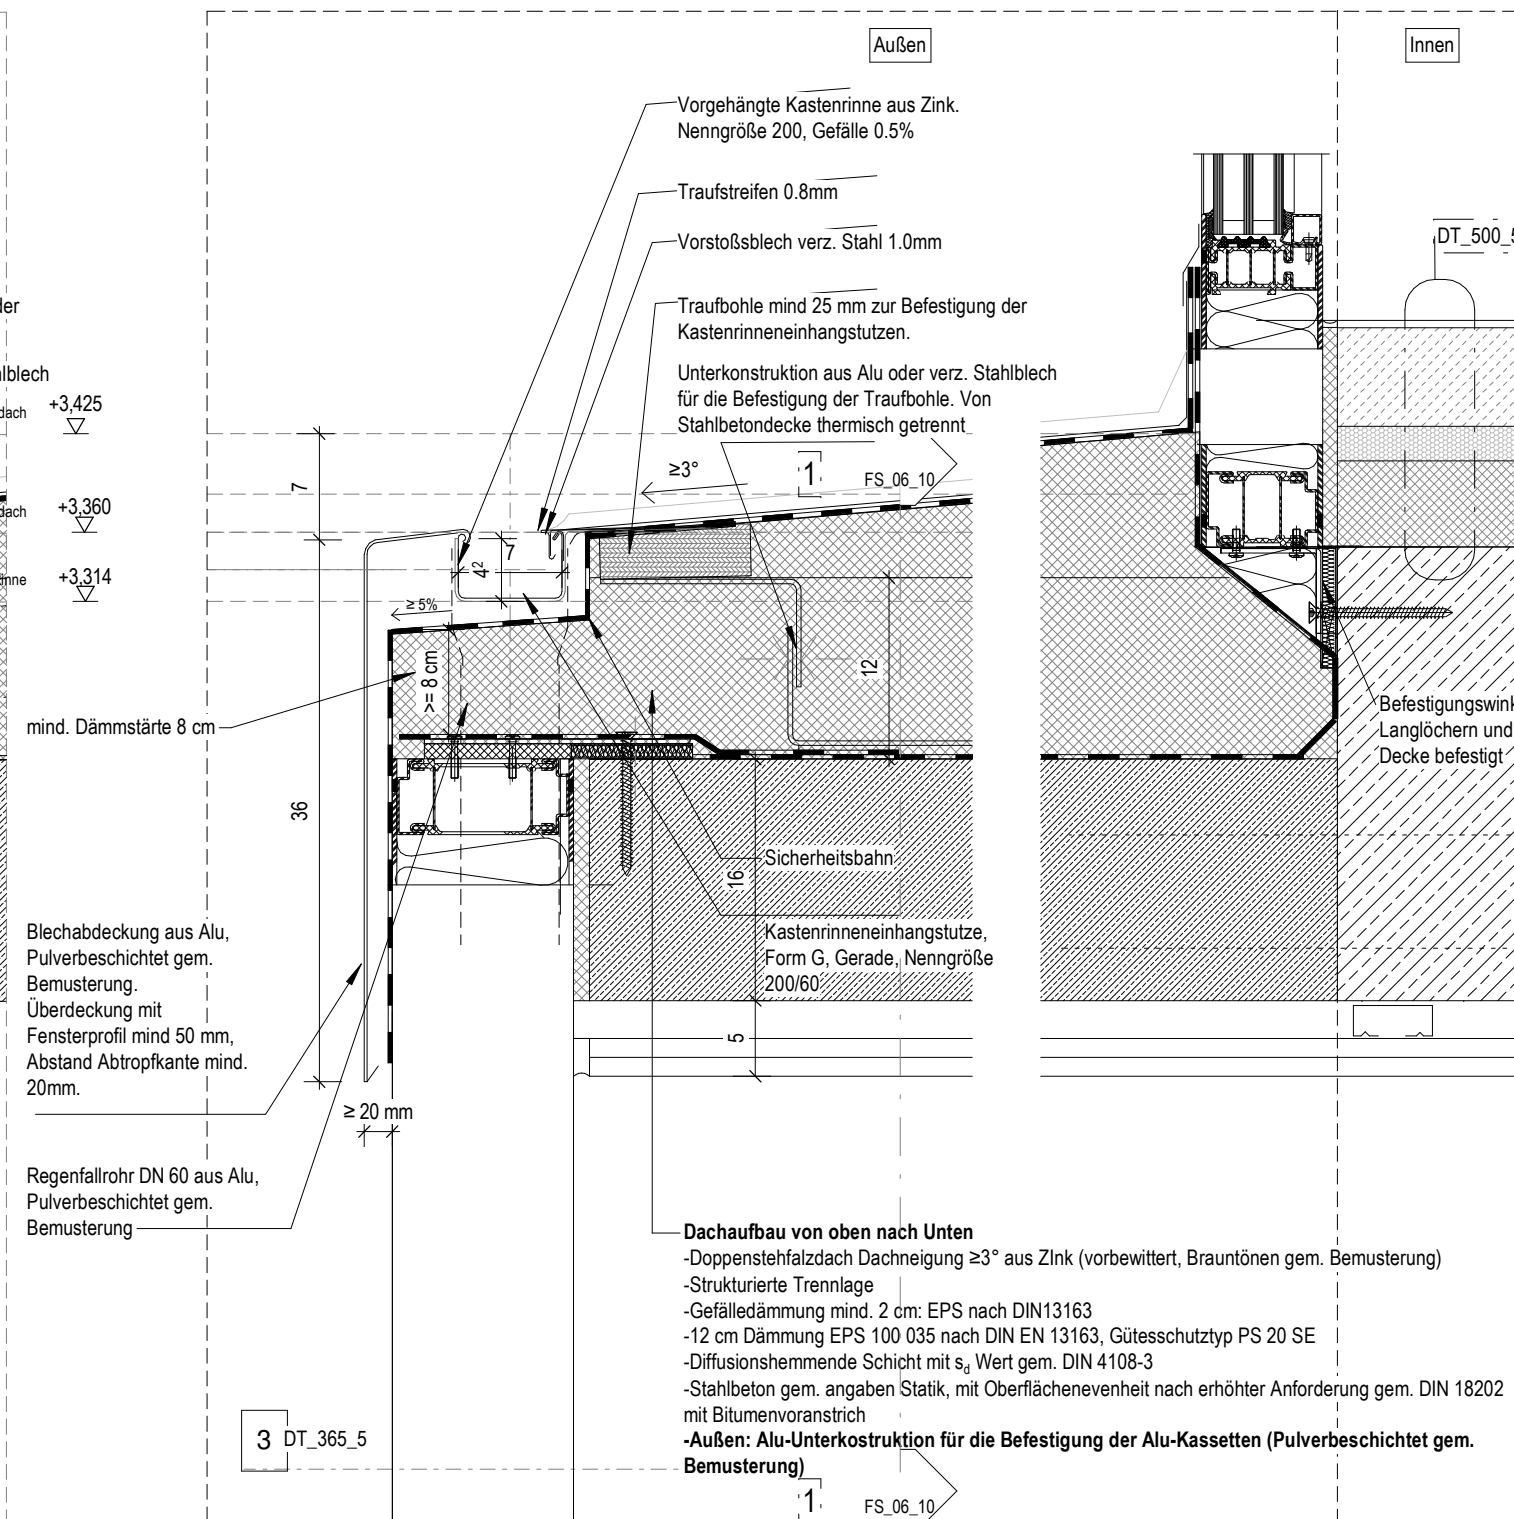 Außen
Innen
Vorgehängte Kastenrinne aus Zink.
Nenngröße 200, Gefälle 0.5%
Traufstreifen 0.8mm
Vorstoßsblech verz. Stahl 1.0mm
DT_500_5
Traufbohle mind 25 mm zur Befestigung der
Kastenrinneneinhangstutzen.
Unterkonstruktion aus Alu oder verz. Stahlblech
für die Befestigung der Traufbohle. Von
Stahlbetondecke thermisch getrennt
der
lblech
dach +3,425
dach +3,360
nne +3,314
7
≥3°
1
FS_06_10
7
4²
≥ 5%
>= 8 cm
12
mind. Dämmstärte 8 cm
36
Befestigungswink
Langlöchern und
Decke befestigt
Sicherheitsbahn
16
Kastenrinneneinhangstutze,
Form G, Gerade, Nenngröße
200/60
5
Blechabdeckung aus Alu,
Pulverbeschichtet gem.
Bemusterung.
Überdeckung mit
Fensterprofil mind 50 mm,
Abstand Abtropfkante mind.
20mm.
≥ 20 mm
Regenfallrohr DN 60 aus Alu,
Pulverbeschichtet gem.
Bemusterung
Dachaufbau von oben nach Unten
-Doppenstehfalzdach Dachneigung ≥3° aus ZInk (vorbewittert, Brauntönen gem. Bemusterung)
-Strukturierte Trennlage
-Gefälledämmung mind. 2 cm: EPS nach DIN13163
-12 cm Dämmung EPS 100 035 nach DIN EN 13163, Gütesschutztyp PS 20 SE
-Diffusionshemmende Schicht mit sd Wert gem. DIN 4108-3
-Stahlbeton gem. angaben Statik, mit Oberflächenevenheit nach erhöhter Anforderung gem. DIN 18202
mit Bitumenvoranstrich
-Außen: Alu-Unterkostruktion für die Befestigung der Alu-Kassetten (Pulverbeschichtet gem.
Bemusterung)
3 DT_365_5
1
FS_06_10